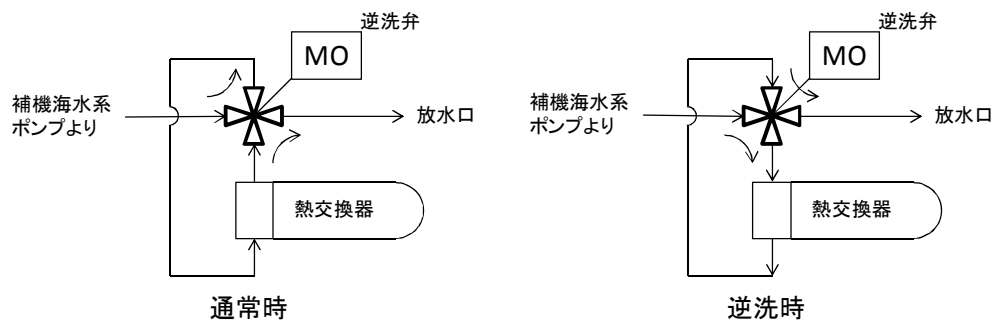 逆洗弁
MO
補機海水系
ポンプより
放水口
熱交換器
通常時
逆洗弁
MO
補機海水系
ポンプより
放水口
熱交換器
逆洗時